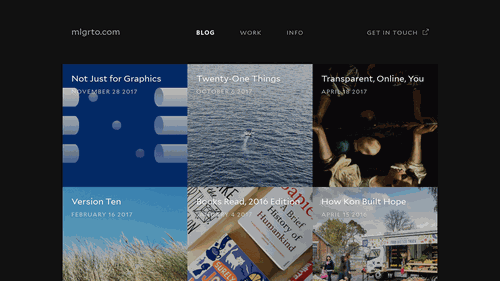 mlgrto.com
BLOG
WORK
INFO
GET IN TOUCH
Not Just for Graphics
NOVEMBER 28 2017
Twenty-One Things
OCTOBER 6 2017
Transparent, Online, You
APRIL 18 2017
Version Ten
FEBRUARY 16 2017
Books Read, 2016 Edition
JANUARY 4 2017
How Kon Built Hope
APRIL 15 2016
A Brief
History of
Humankind